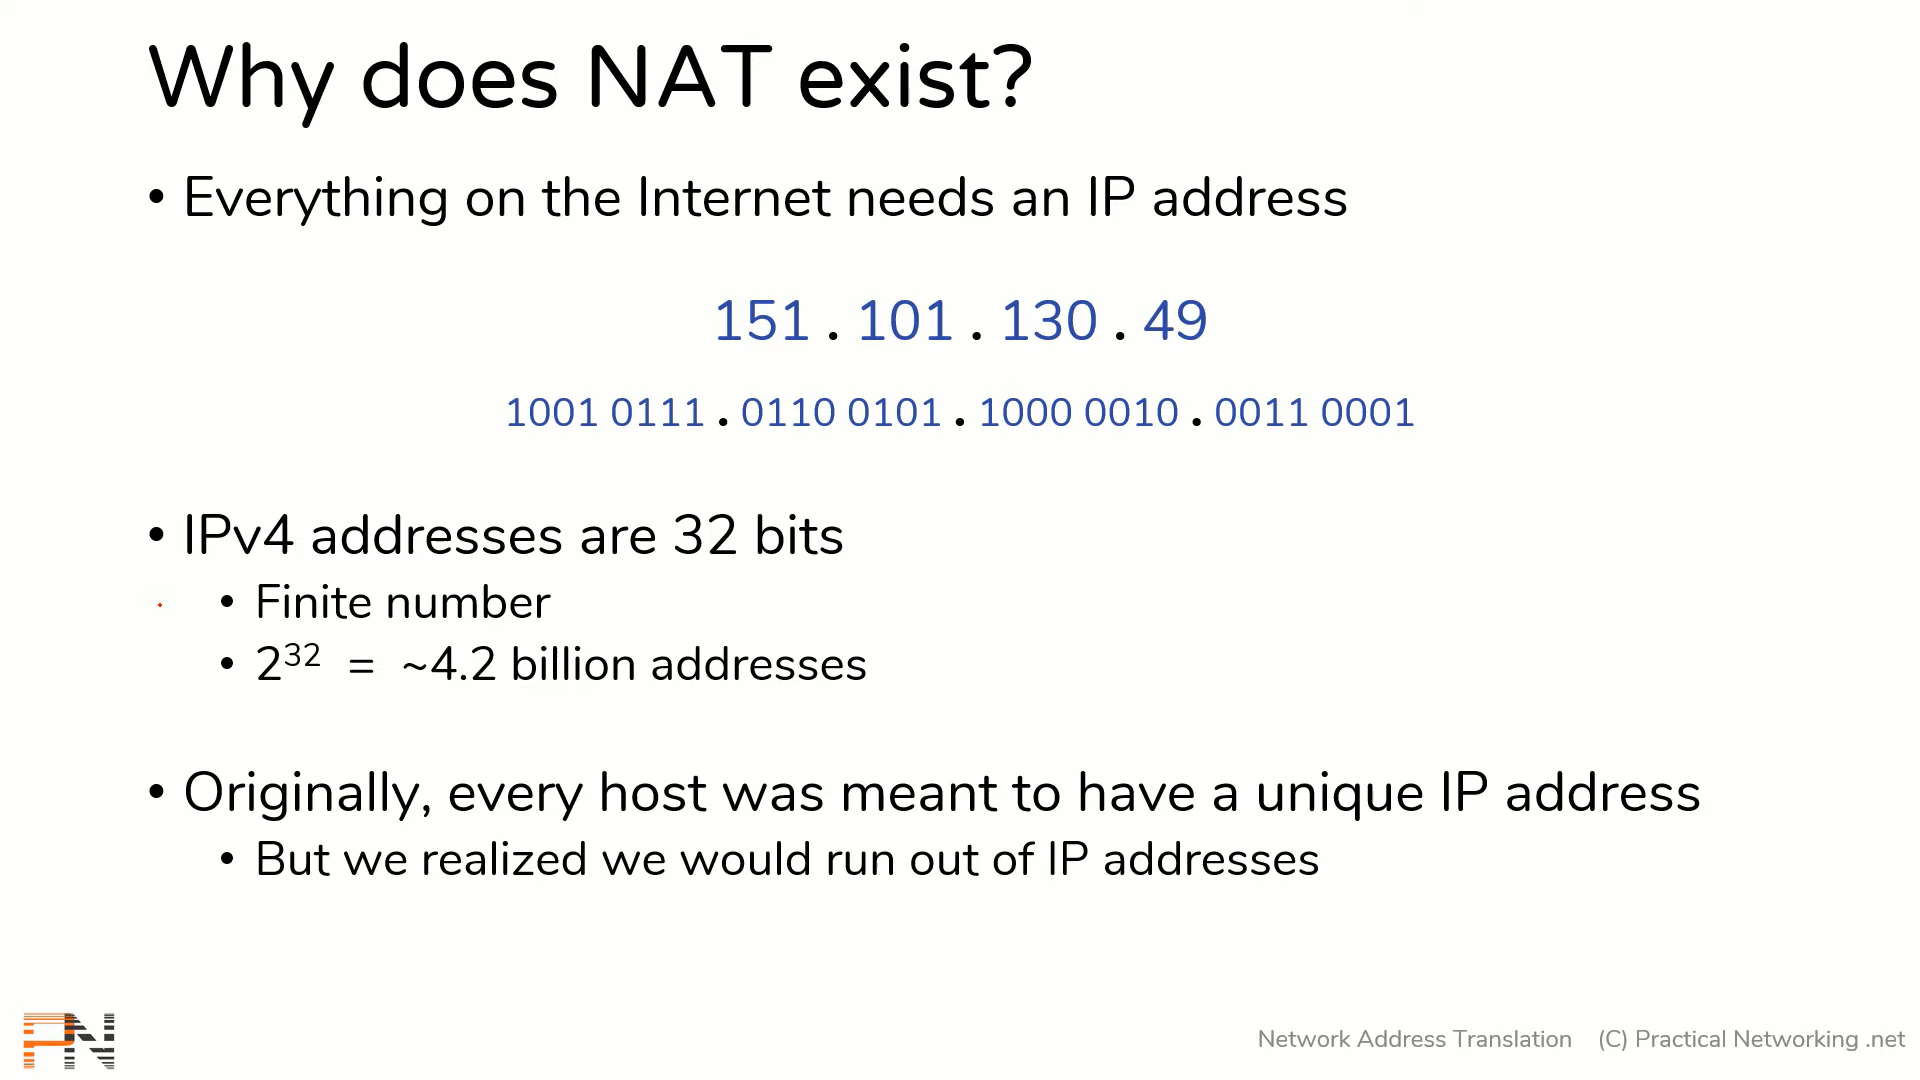 Why does NAT exist?
• Everything on the Internet needs an IP address
151 . 101 . 130 . 49
1001 0111 . 0110 0101 . 1000 0010 . 0011 0001
• IPv4 addresses are 32 bits
• Finite number
• 2³² = ~4.2 billion addresses
• Originally, every host was meant to have a unique IP address
• But we realized we would run out of IP addresses
PN
Network Address Translation (C) Practical Networking .net